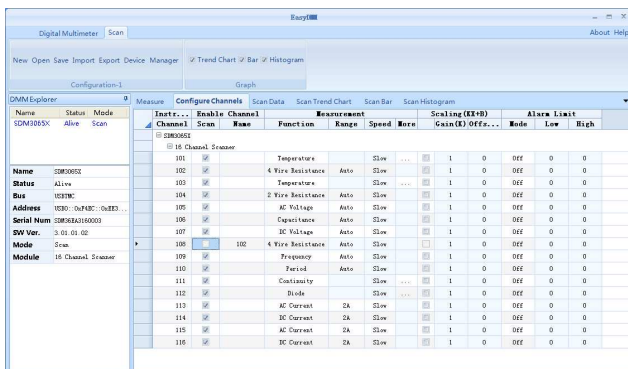 Easy
Digital Multimeter Scan About Help
New Open Save Import Export Device Manager Trend Chart Bar Histogram
Configuration-1 Graph
DMM Explorer Measure Configure Channels Scan Data Scan Trend Chart Scan Bar Scan Histogram
Name Status Mode
SDM3065X Alive Scan
Name SDM3065X
Status Alive
Bus USBTMC
Address USB0::0xF4EC::0xEE3...
Serial Num SDM36EA3160003
SW Ver. 3.01.01.02
Mode Scan
Module 16 Channel Scanner
Instr... Enable Channel Measurement Scaling(KX+B) Alarm Limit
Channel Scan Name Function Range Speed More Gain(K) Offs... Mode Low High
SDM3065X
16 Channel Scanner
101 Temperature Slow ... 1 0 Off 0 0
102 4 Wire Resistance Auto Slow 1 0 Off 0 0
103 Temperature Slow ... 1 0 Off 0 0
104 2 Wire Resistance Auto Slow 1 0 Off 0 0
105 AC Voltage Auto Slow 1 0 Off 0 0
106 Capacitance Auto Slow 1 0 Off 0 0
107 DC Voltage Auto Slow 1 0 Off 0 0
108 102 4 Wire Resistance Auto Slow 1 0 Off 0 0
109 Frequency Auto Slow 1 0 Off 0 0
110 Period Auto Slow 1 0 Off 0 0
111 Continuity Slow ... 1 0 Off 0 0
112 Diode Slow ... 1 0 Off 0 0
113 AC Current 2A Slow 1 0 Off 0 0
114 DC Current 2A Slow 1 0 Off 0 0
115 AC Current 2A Slow 1 0 Off 0 0
116 DC Current 2A Slow 1 0 Off 0 0